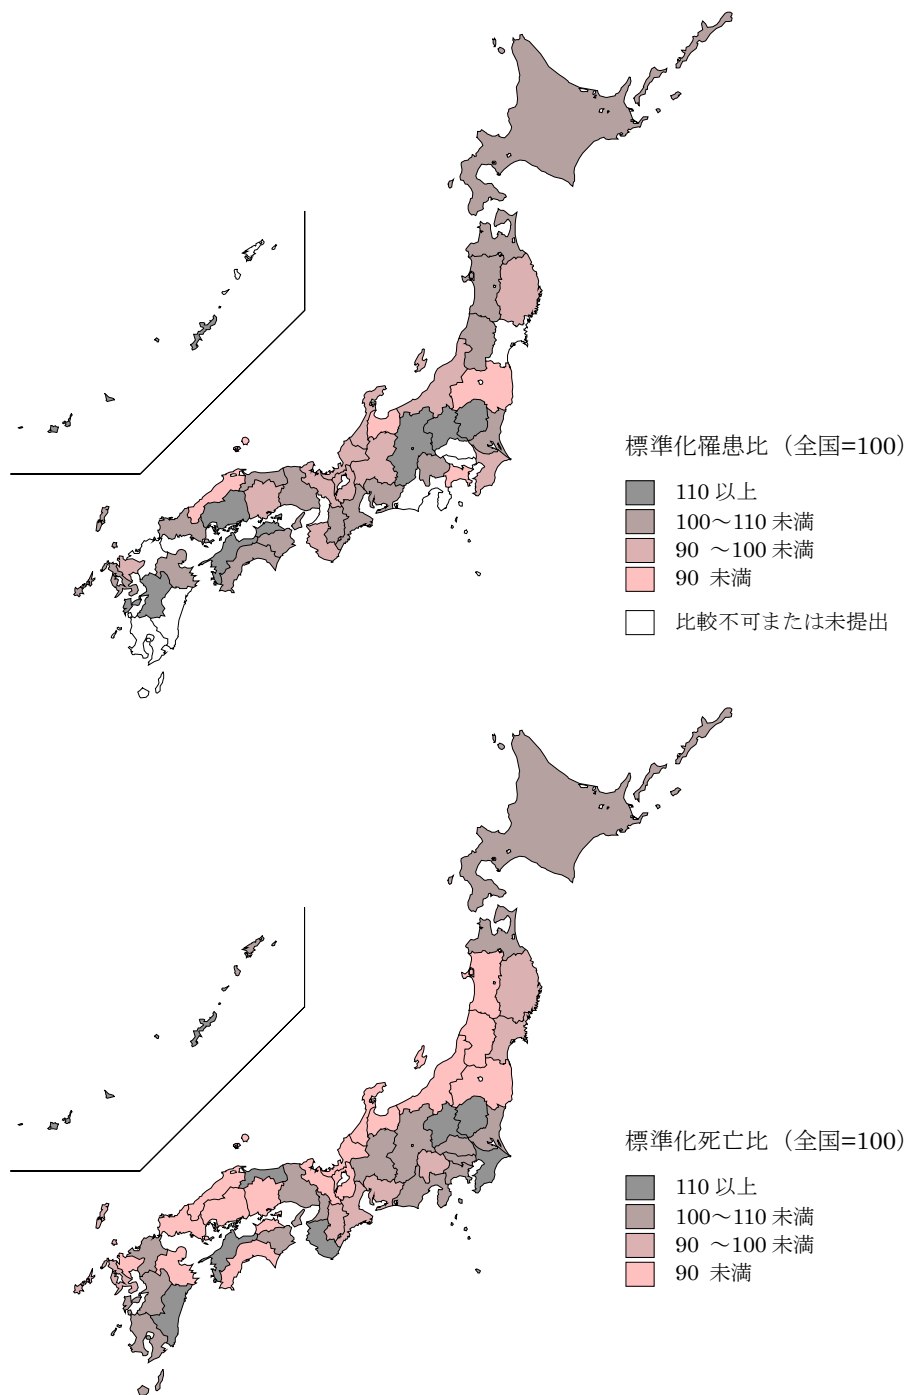 標準化罹患比（全国=100）
110 以上
100～110 未満
90 ～100 未満
90 未満
比較不可または未提出
標準化死亡比（全国=100）
110 以上
100～110 未満
90 ～100 未満
90 未満